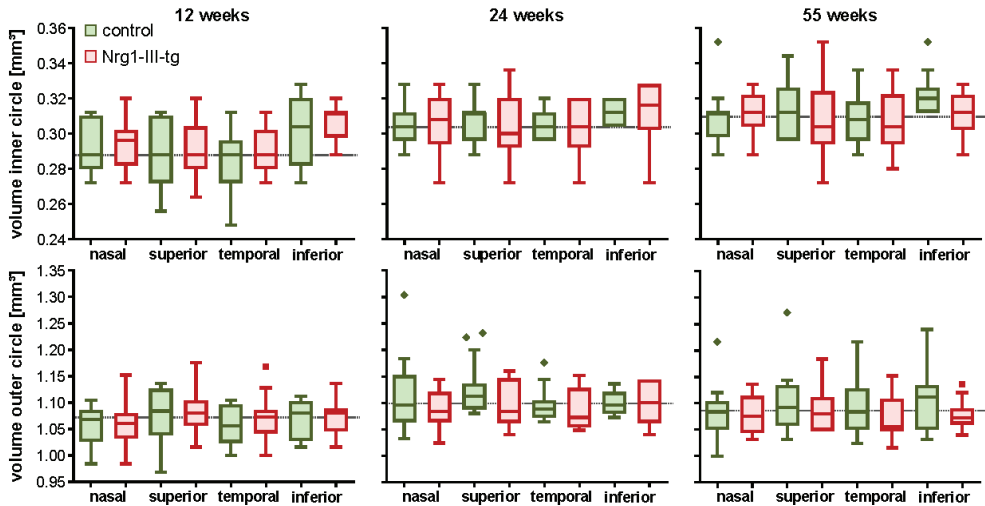 12 weeks 24 weeks 55 weeks
volume inner circle [mm³]
0.36
0.32
0.30
0.28
0.26
0.24
control
Nrg1-III-tg
nasal superior temporal inferior nasal superior temporal inferior nasal superior temporal inferior
volume outer circle [mm³]
1.35
1.30
1.25
1.20
1.15
1.10
1.05
1.00
0.95
nasal superior temporal inferior nasal superior temporal inferior nasal superior temporal inferior